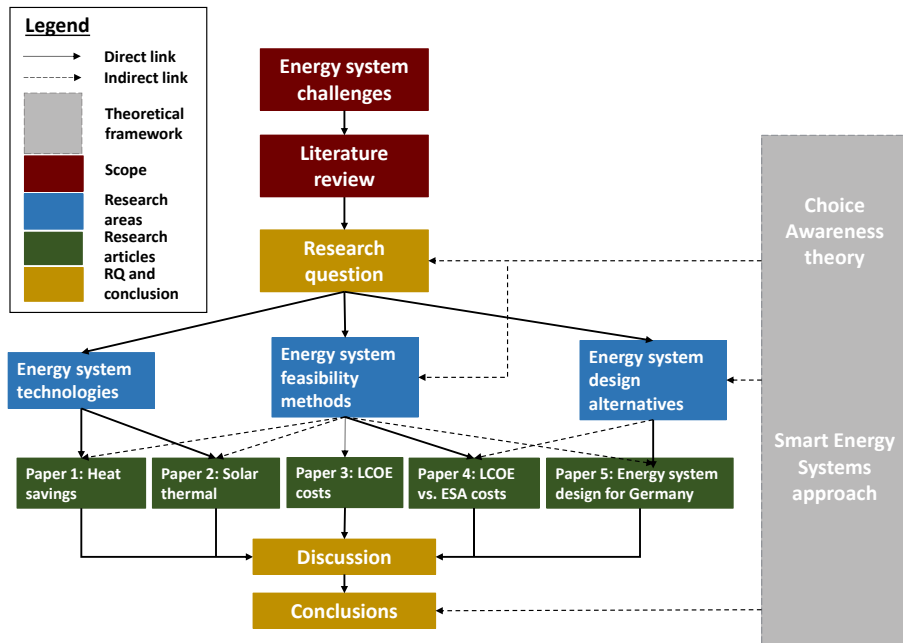 Legend
Direct link
Indirect link
Theoretical
framework
Scope
Research
areas
Research
articles
RQ and
conclusion
Energy system
challenges
Literature
review
Research
question
Choice
Awareness
theory
Energy system
technologies
Energy system
feasibility
methods
Energy system
design
alternatives
Smart Energy
Systems
approach
Paper 1: Heat
savings
Paper 2: Solar
thermal
Paper 3: LCOE
costs
Paper 4: LCOE
vs. ESA costs
Paper 5: Energy system
design for Germany
Discussion
Conclusions